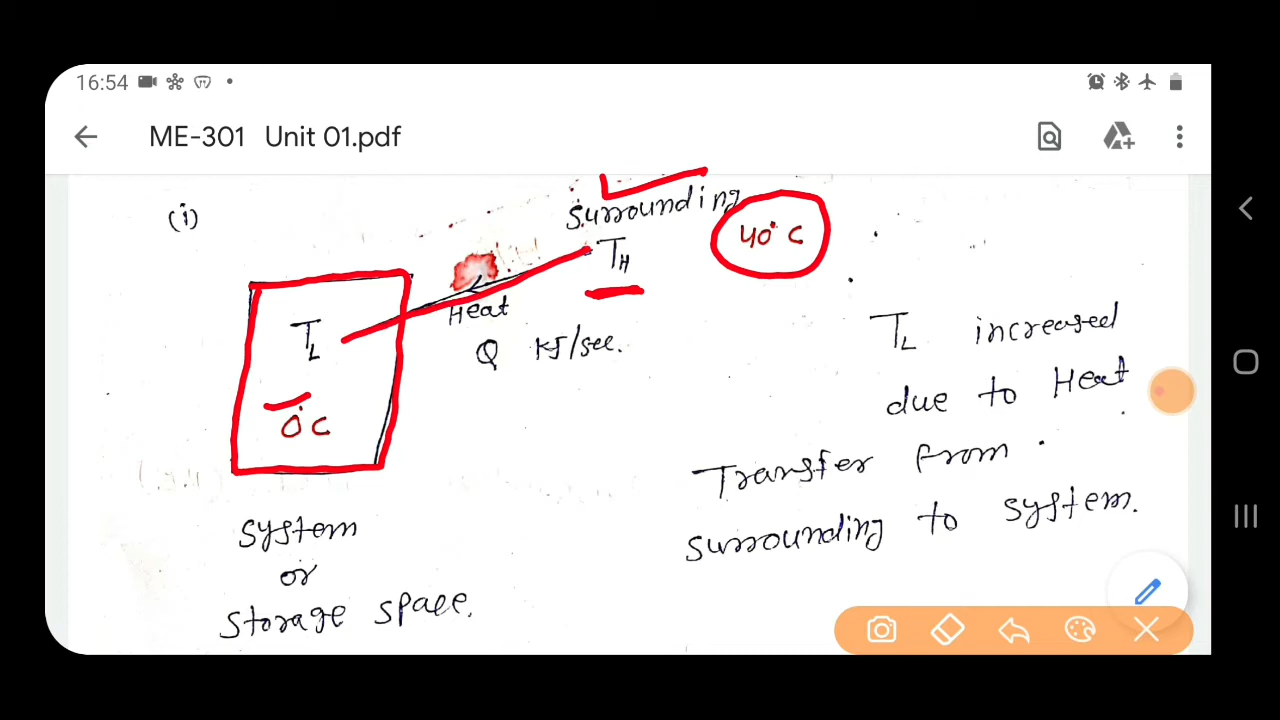 16:54
ME-301 Unit 01.pdf
(i)
Surrounding
40°C
TH
Heat
Q KJ/sec.
TL
0°C
TL increased
due to Heat
Transfer from
surrounding to system.
System
or
Storage space.